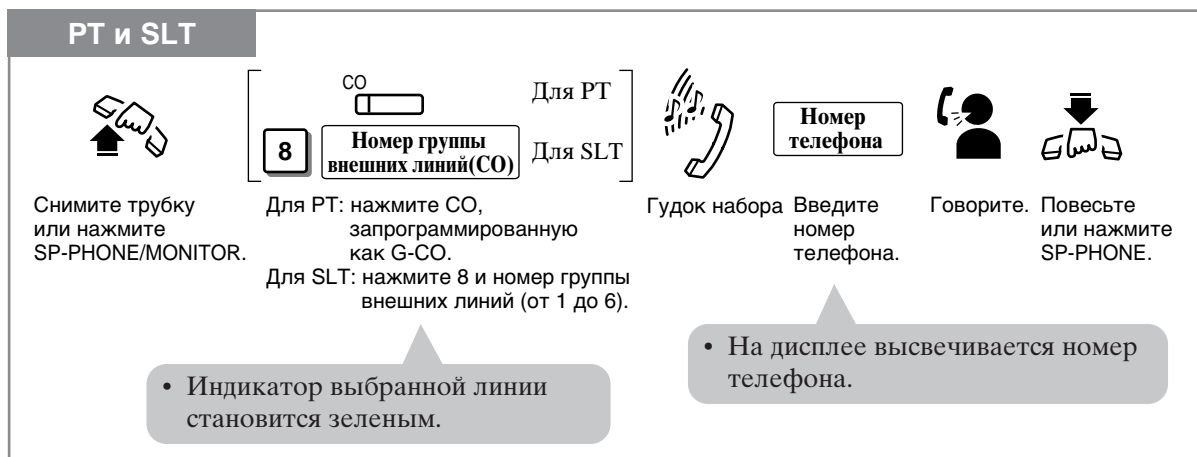 PT и SLT
CO
Для PT
8
Номер группы
внешних линий(CO)
Для SLT
Номер
телефона
Снимите трубку
или нажмите
SP-PHONE/MONITOR.
Для PT: нажмите CO,
запрограммированную
как G-CO.
Для SLT: нажмите 8 и номер группы
внешних линий (от 1 до 6).
Гудок набора
Введите
номер
телефона.
Говорите.
Повесьте
или нажмите
SP-PHONE.
• Индикатор выбранной линии
становится зеленым.
• На дисплее высвечивается номер
телефона.